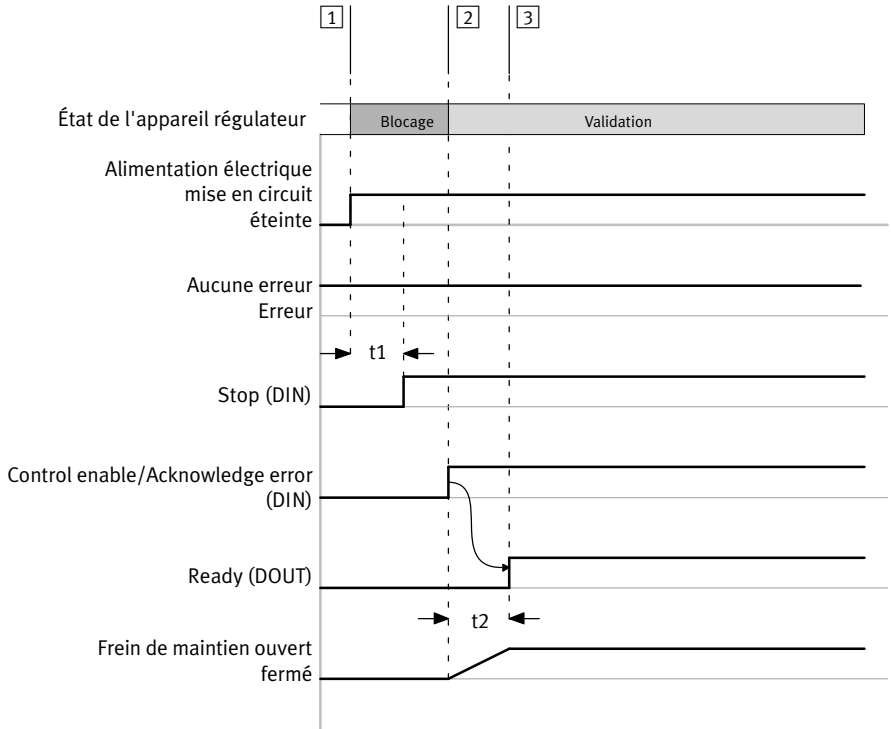 1 2 3
État de l'appareil régulateur
Blocage Validation
Alimentation électrique
mise en circuit
éteinte
Aucune erreur
Erreur
t1
Stop (DIN)
Control enable/Acknowledge error
(DIN)
Ready (DOUT)
t2
Frein de maintien ouvert
fermé